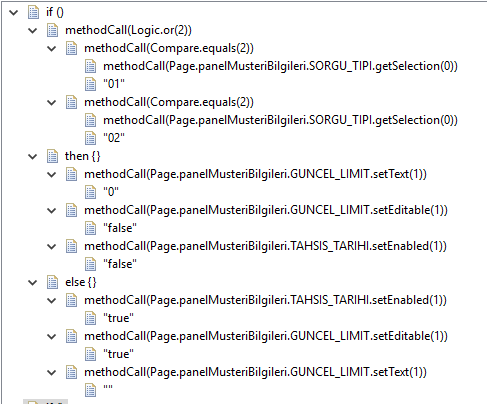 if ()
methodCall(Logic.or(2))
methodCall(Compare.equals(2))
methodCall(Page.panelMusteriBilgileri.SORGU_TIPI.getSelection(0))
"01"
methodCall(Compare.equals(2))
methodCall(Page.panelMusteriBilgileri.SORGU_TIPI.getSelection(0))
"02"
then {}
methodCall(Page.panelMusteriBilgileri.GUNCEL_LIMIT.setText(1))
"0"
methodCall(Page.panelMusteriBilgileri.GUNCEL_LIMIT.setEditable(1))
"false"
methodCall(Page.panelMusteriBilgileri.TAHSIS_TARIHI.setEnabled(1))
"false"
else {}
methodCall(Page.panelMusteriBilgileri.TAHSIS_TARIHI.setEnabled(1))
"true"
methodCall(Page.panelMusteriBilgileri.GUNCEL_LIMIT.setEditable(1))
"true"
methodCall(Page.panelMusteriBilgileri.GUNCEL_LIMIT.setText(1))
""